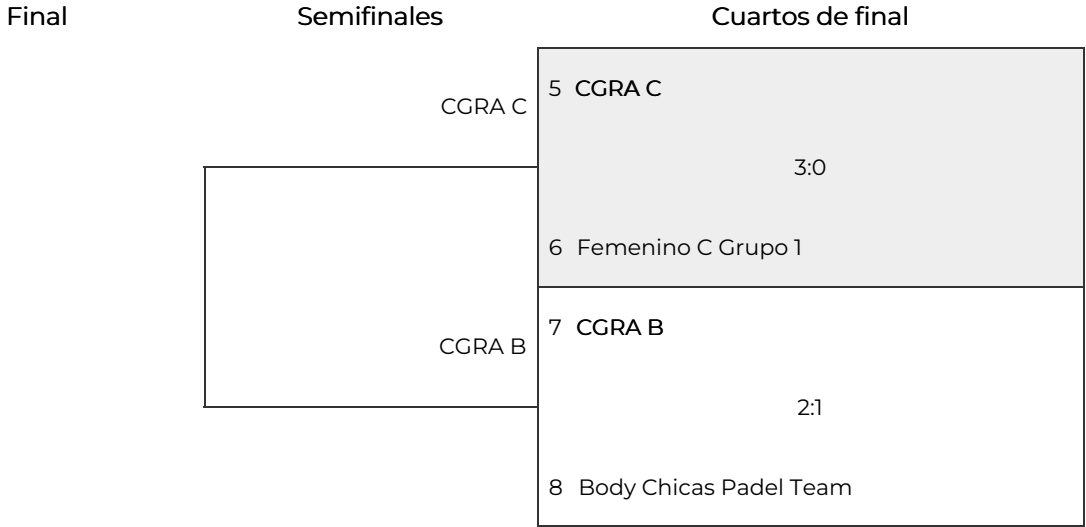 Final Semifinales Cuartos de final
5 CGRA C
CGRA C
3:0
6 Femenino C Grupo 1
7 CGRA B
CGRA B
2:1
8 Body Chicas Padel Team